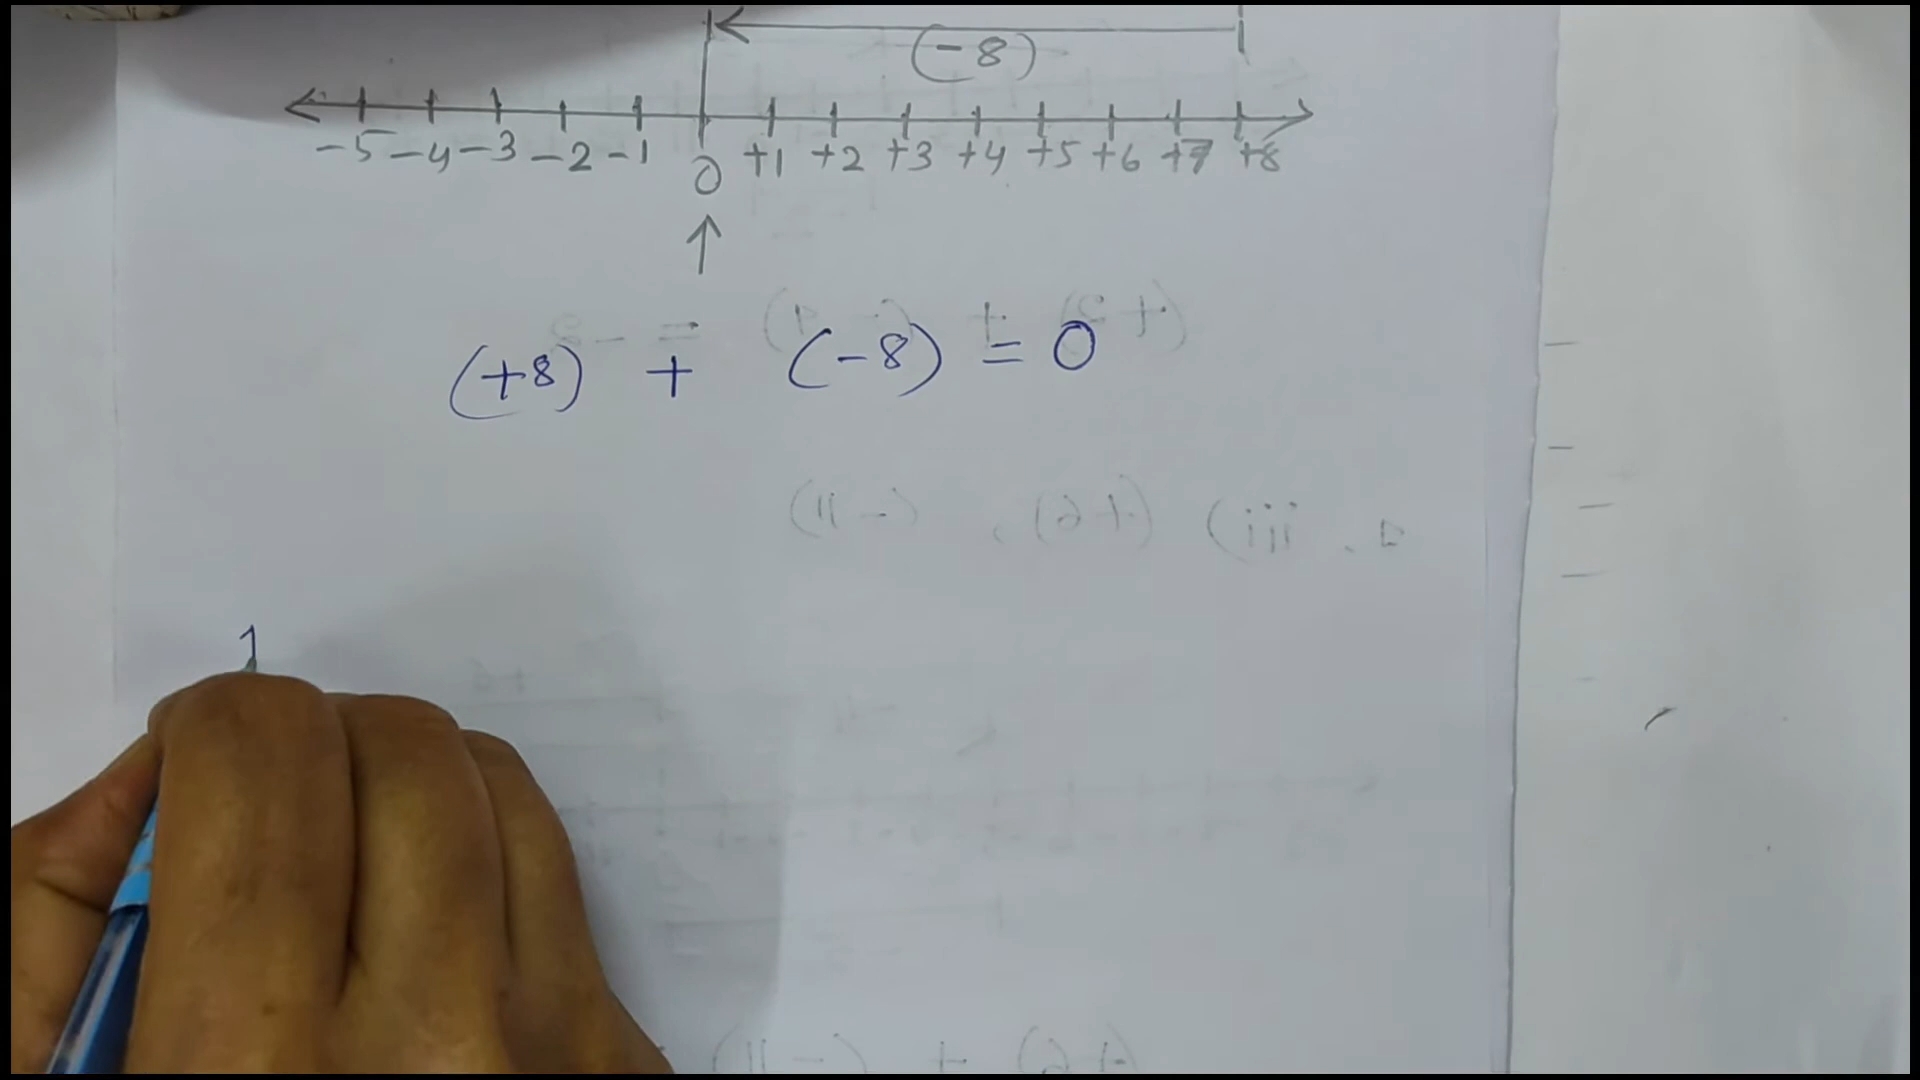 (-8)
-5 -4 -3 -2 -1 0 +1 +2 +3 +4 +5 +6 +7 +8
(+8) + (-8) = 0
1